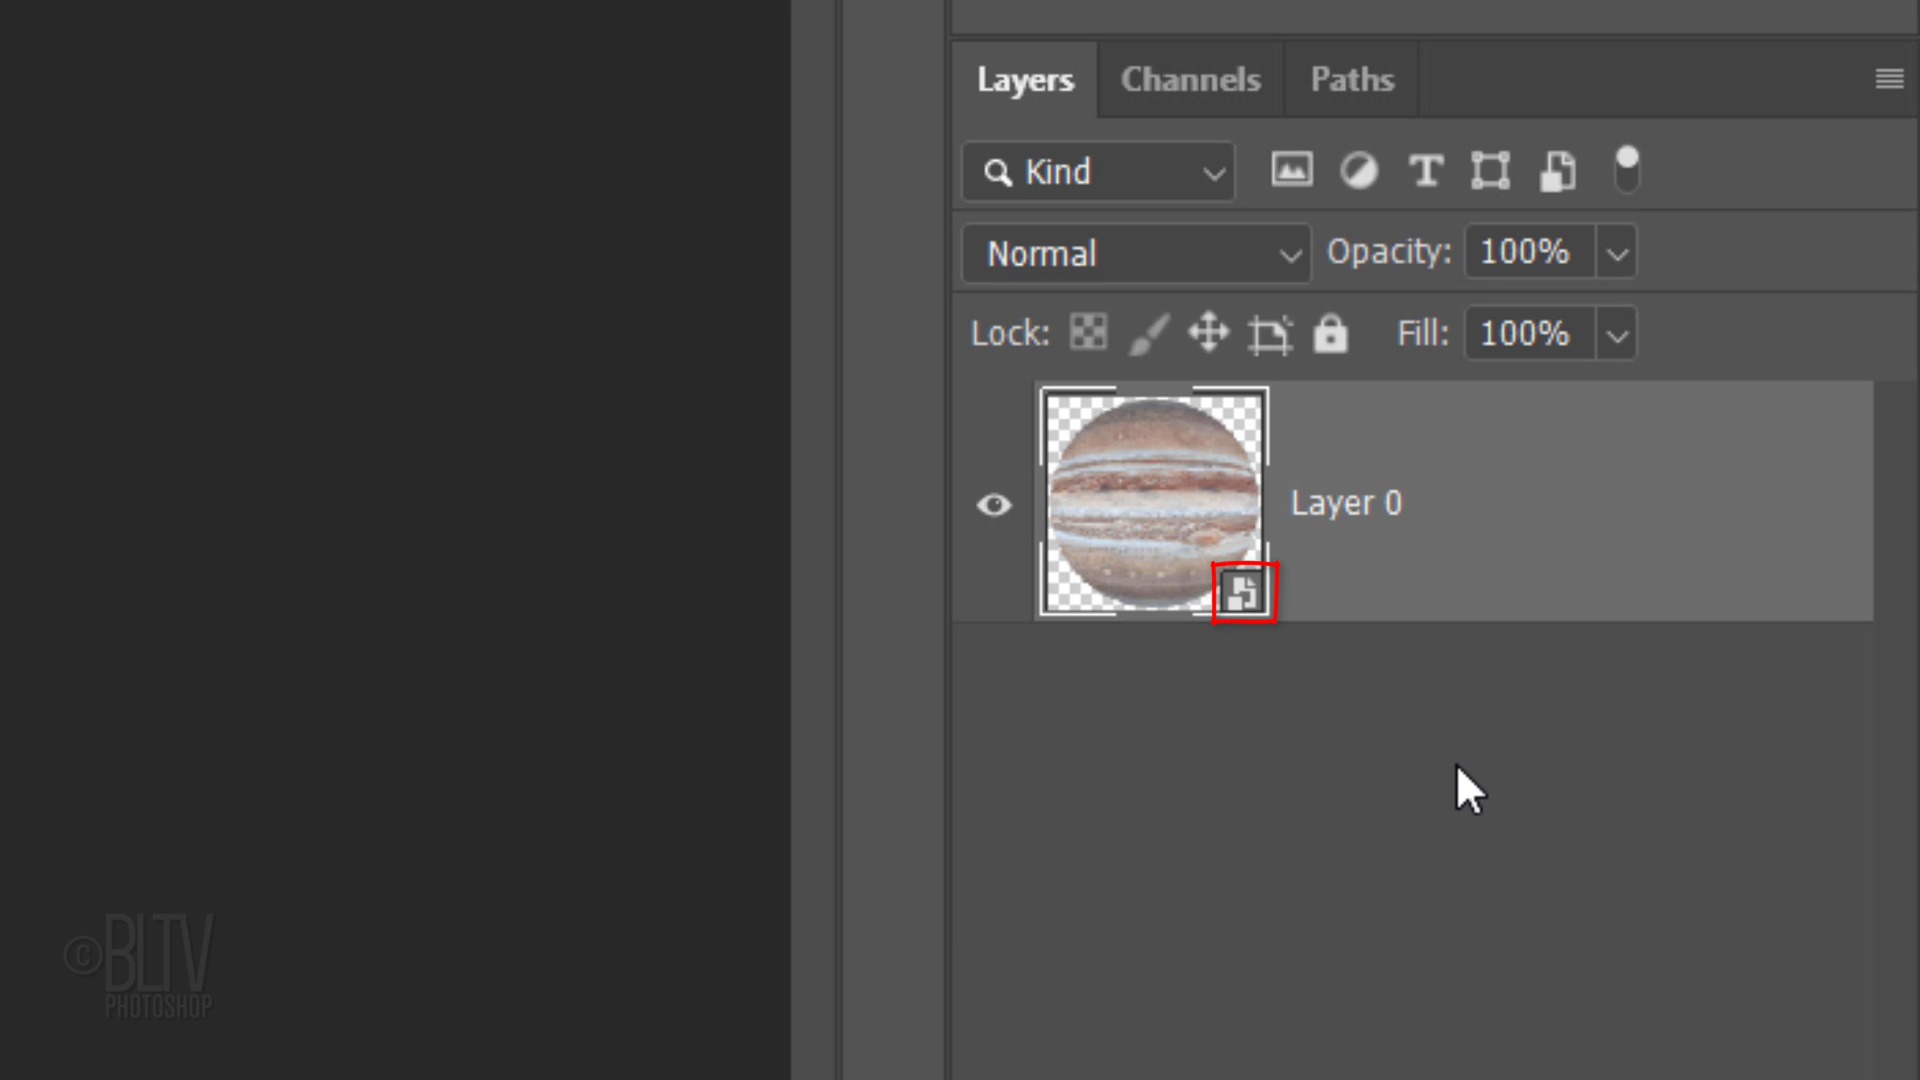 Layers Channels Paths
Kind
Normal Opacity: 100%
Lock: Fill: 100%
Layer 0
©BLTV
PHOTOSHOP